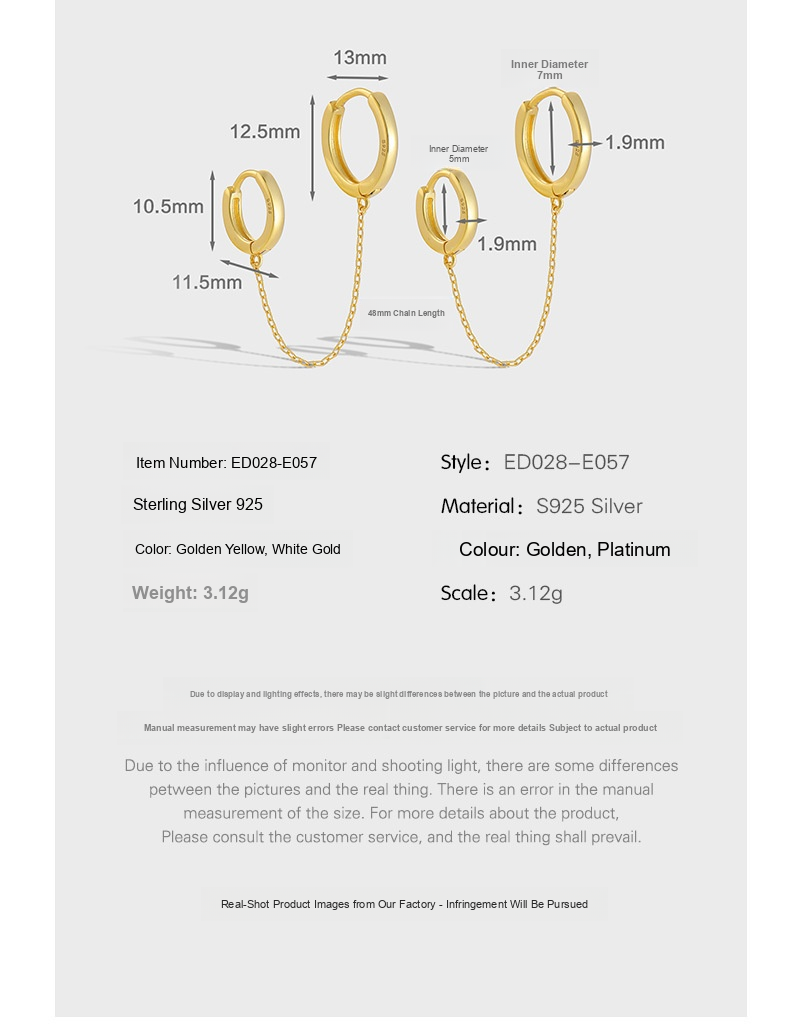 13mm
Inner Diameter
7mm
12.5mm
1.9mm
Inner Diameter
5mm
10.5mm
1.9mm
11.5mm
48mm Chain Length
Item Number: ED028-E057
Style: ED028-E057
Sterling Silver 925
Material: S925 Silver
Color: Golden Yellow, White Gold
Colour: Golden, Platinum
Weight: 3.12g
Scale: 3.12g
Due to display and lighting effects, there may be slight differences between the picture and the actual product
Manual measurement may have slight errors Please contact customer service for more details Subject to actual product
Due to the influence of monitor and shooting light, there are some differences
petween the pictures and the real thing. There is an error in the manual
measurement of the size. For more details about the product,
Please consult the customer service, and the real thing shall prevail.
Real-Shot Product Images from Our Factory - Infringement Will Be Pursued